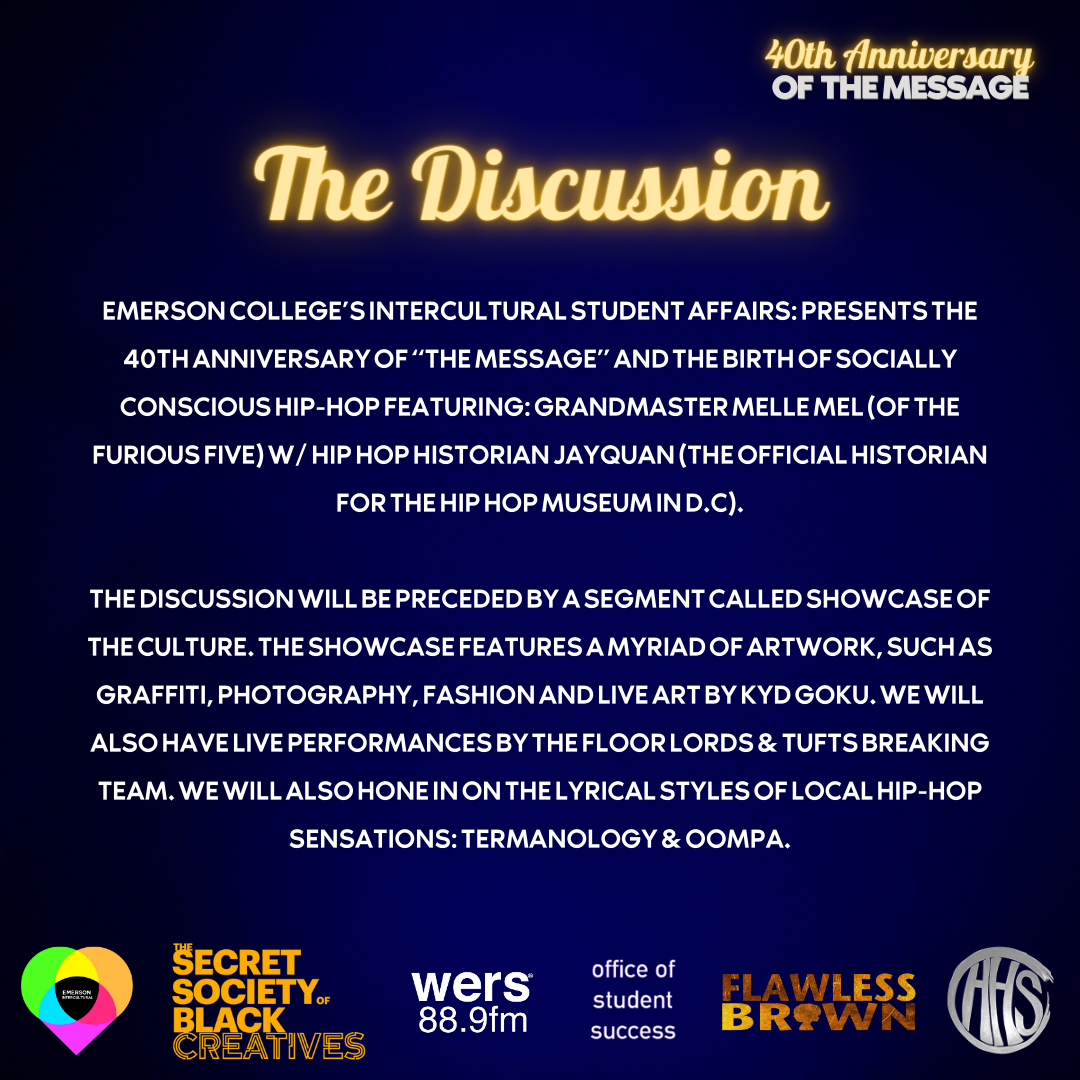 40th Anniversary
OF THE MESSAGE
The Discussion
EMERSON COLLEGE'S INTERCULTURAL STUDENT AFFAIRS: PRESENTS THE
40TH ANNIVERSARY OF "THE MESSAGE" AND THE BIRTH OF SOCIALLY
CONSCIOUS HIP-HOP FEATURING: GRANDMASTER MELLE MEL (OF THE
FURIOUS FIVE) W/ HIP HOP HISTORIAN JAYQUAN (THE OFFICIAL HISTORIAN
FOR THE HIP HOP MUSEUM IN D.C).
THE DISCUSSION WILL BE PRECEDED BY A SEGMENT CALLED SHOWCASE OF
THE CULTURE. THE SHOWCASE FEATURES A MYRIAD OF ARTWORK, SUCH AS
GRAFFITI, PHOTOGRAPHY, FASHION AND LIVE ART BY KYD GOKU. WE WILL
ALSO HAVE LIVE PERFORMANCES BY THE FLOOR LORDS & TUFTS BREAKING
TEAM. WE WILL ALSO HONE IN ON THE LYRICAL STYLES OF LOCAL HIP-HOP
SENSATIONS: TERMANOLOGY & OOMPA.
EMERSON
INTERCULTURAL
THE
SECRET
SOCIETY OF
BLACK
CREATIVES
wers®
88.9fm
office of
student
success
FLAWLESS
BROWN
HHS